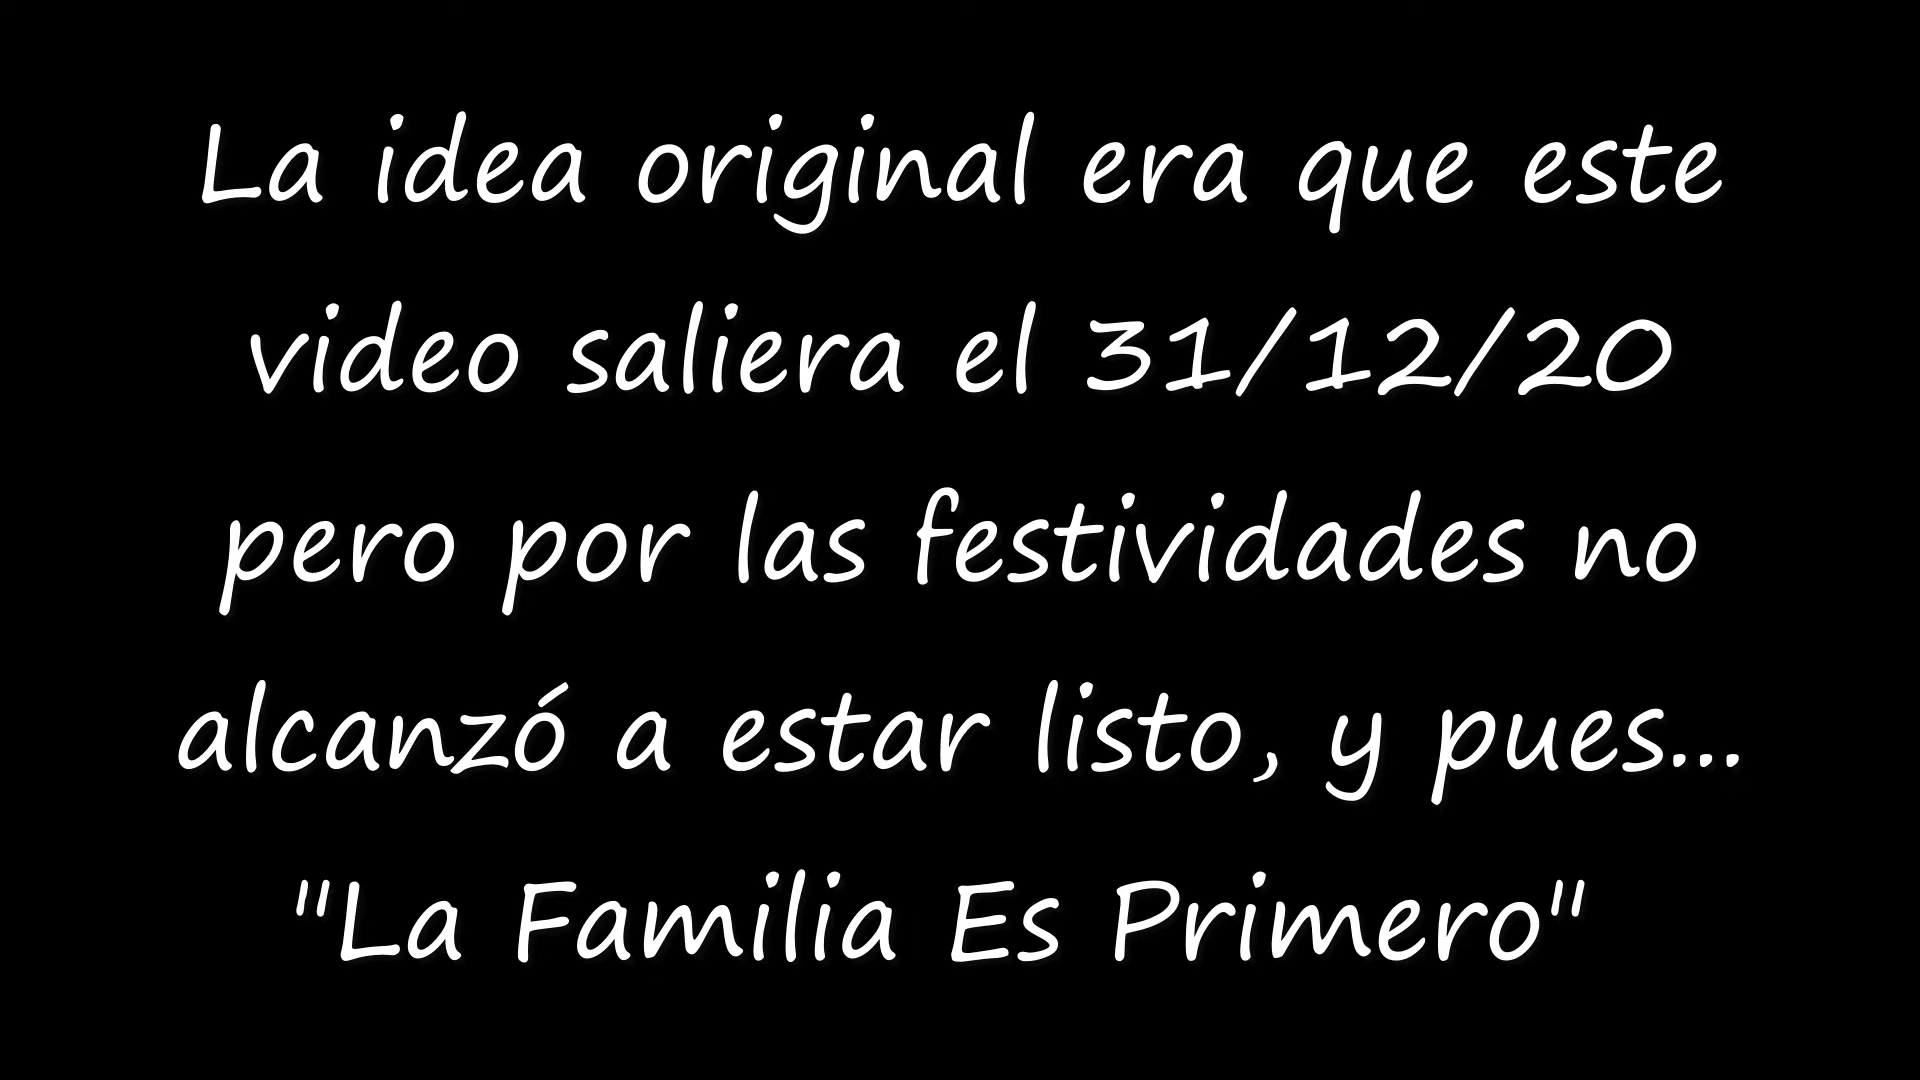 La idea original era que este
video saliera el 31/12/20
pero por las festividades no
alcanzó a estar listo, y pues...
"La Familia Es Primero"